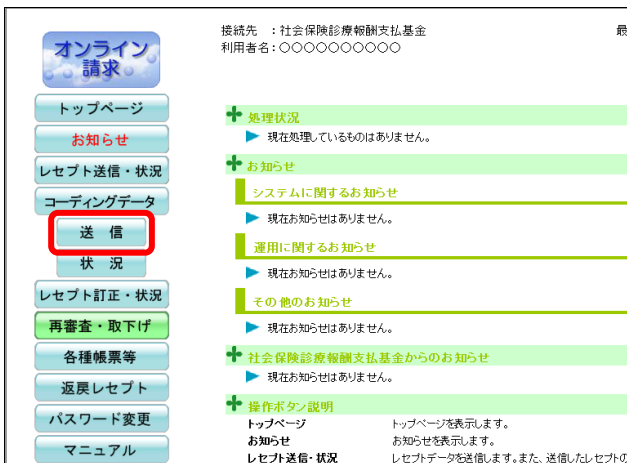 オンライン
請求
トップページ
お知らせ
レセプト送信・状況
コーディングデータ
送 信
状 況
レセプト訂正・状況
再審査・取下げ
各種帳票等
返戻レセプト
パスワード変更
マニュアル
接続先 ：社会保険診療報酬支払基金
最
利用者名：○○○○○○○○○○
処理状況
現在処理しているものはありません。
お知らせ
システムに関するお知らせ
現在お知らせはありません。
運用に関するお知らせ
現在お知らせはありません。
その他のお知らせ
現在お知らせはありません。
社会保険診療報酬支払基金からのお知らせ
現在お知らせはありません。
操作ボタン説明
トップページ トップページを表示します。
お知らせ お知らせを表示します。
レセプト送信・状況 レセプトデータを送信します。また、送信したレセプトの